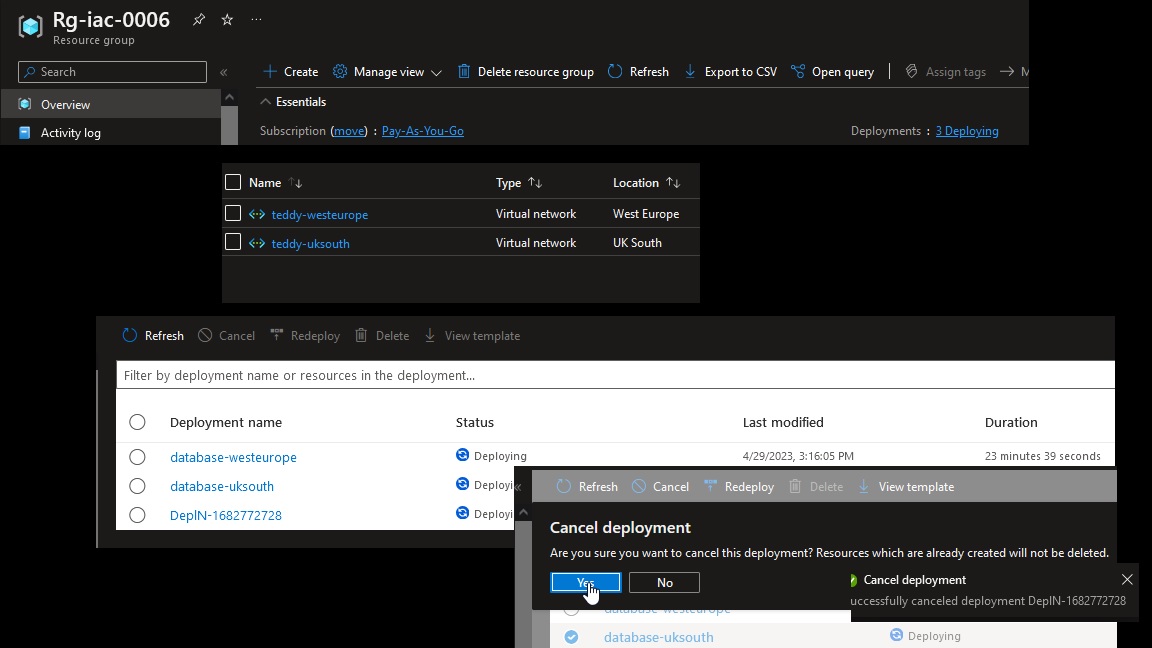 Rg-iac-0006
Resource group
Search
Create Manage view Delete resource group Refresh Export to CSV Open query Assign tags
Overview
Essentials
Activity log
Subscription (move) : Pay-As-You-Go Deployments : 3 Deploying
Name Type Location
teddy-westeurope Virtual network West Europe
teddy-uksouth Virtual network UK South
Refresh Cancel Redeploy Delete View template
Filter by deployment name or resources in the deployment...
Deployment name Status Last modified Duration
database-westeurope Deploying 4/29/2023, 3:16:05 PM 23 minutes 39 seconds
database-uksouth Deployi
DeplN-1682772728 Deployi
Refresh Cancel Redeploy Delete View template
Cancel deployment
Are you sure you want to cancel this deployment? Resources which are already created will not be deleted.
Yes No
Cancel deployment
uccessfully canceled deployment DeplN-1682772728
database-westeurope
database-uksouth Deploying